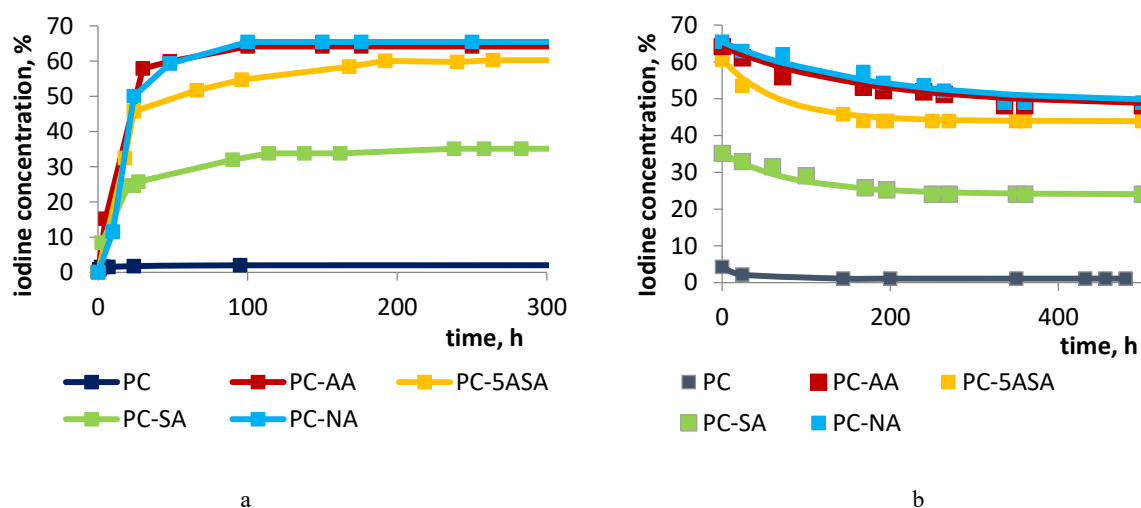 iodine concentration, %
70
60
50
40
30
20
10
0
0 100 200 300
time, h
PC PC-AA PC-5ASA
PC-SA PC-NA
a
Iodine concentration, %
70
60
50
40
30
20
10
0
0 200 400
time, h
PC PC-AA PC-5ASA
PC-SA PC-NA
b